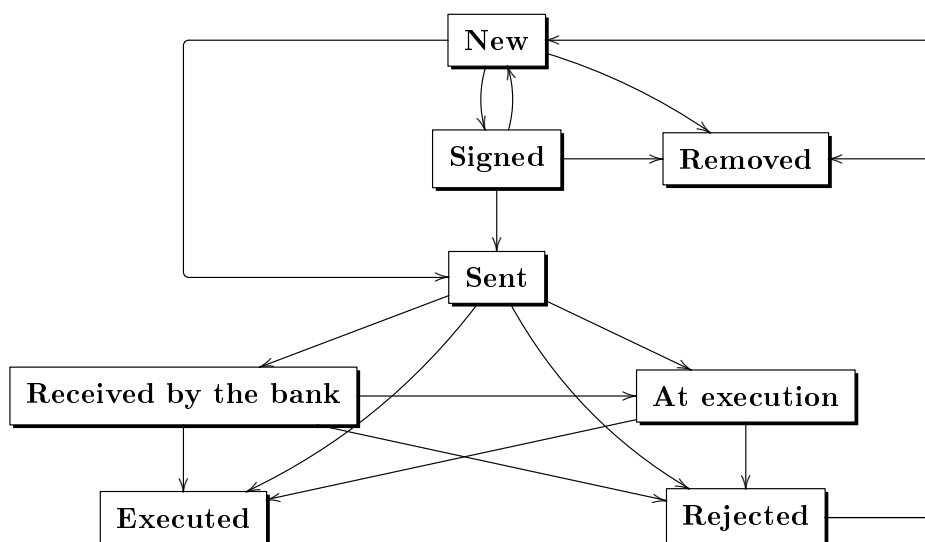 New
Signed
Removed
Sent
Received by the bank
At execution
Executed
Rejected